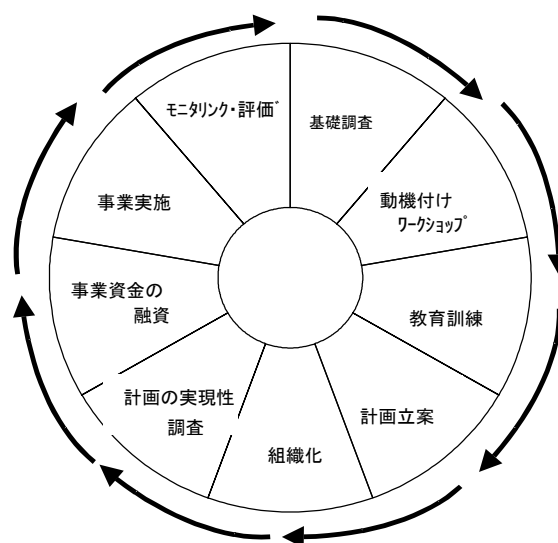 基礎調査
動機付け
ﾜｰｸｼｮｯﾌﾟ
教育訓練
計画立案
組織化
計画の実現性
調査
事業資金の
融資
事業実施
ﾓﾆﾀﾘﾝｸ・評価ﾞ